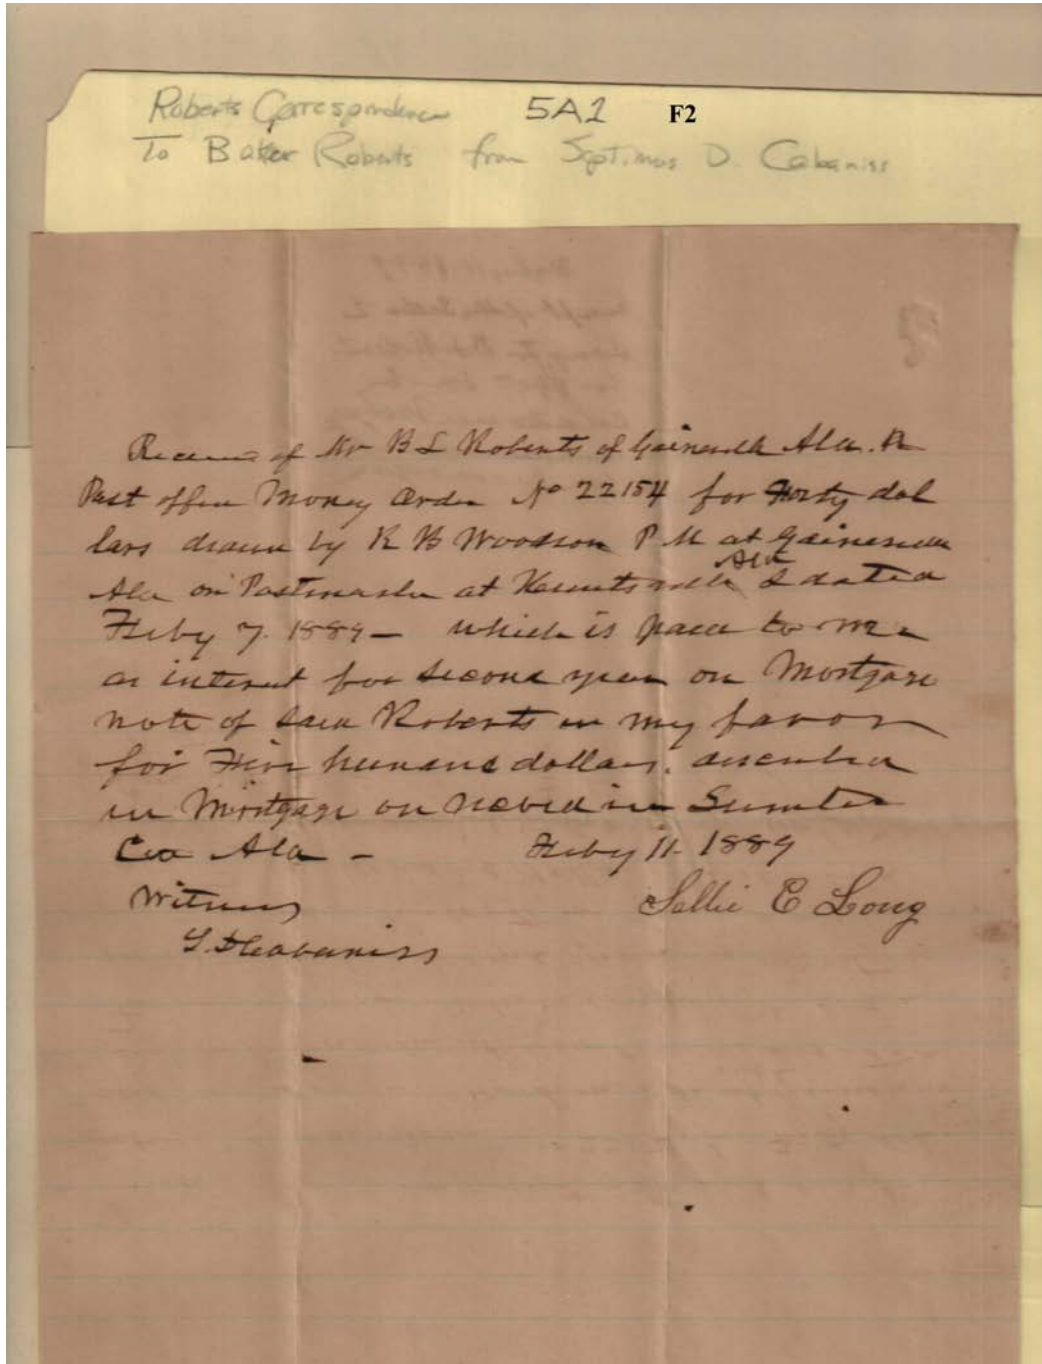 Roberts Correspondence 5A1 F2
To Baker Roberts from Septimus D. Cabaniss
Received of Mr B L Roberts of Gainesville Ala. A
Post office Money Order No 22154 for Forty dol
lars drawn by R B Woodson P M at Gainesville
Ala on Postmaster at Huntsville Ala & dated
Feby 7. 1889 – which is paid to me
as interest for second year on Mortgage
note of said Roberts in my favor
for Five hundred dollars. described
in Mortgage on record in Sumter
Coo Ala – Feby 11. 1889
Witness Sallie E Long
S. D Cabaniss